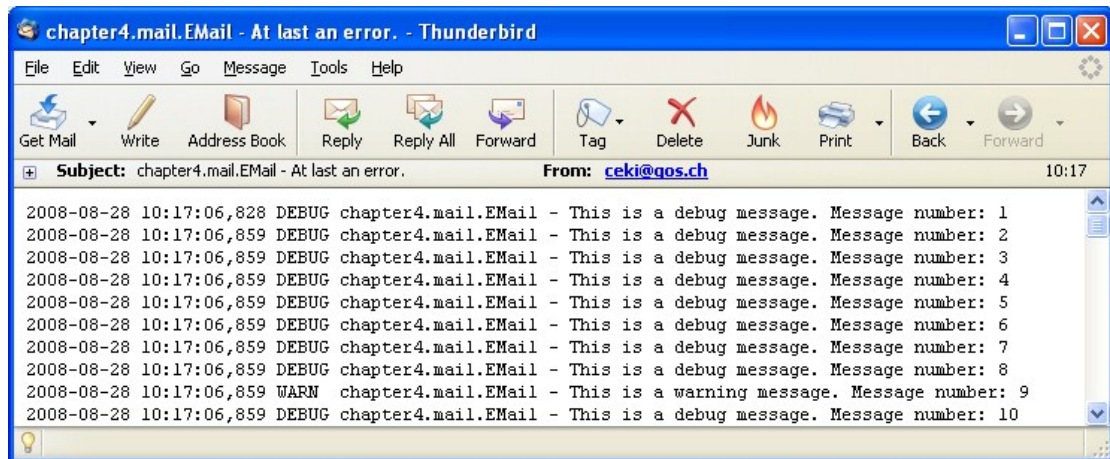 chapter4.mail.EMail - At last an error. - Thunderbird
File Edit View Go Message Tools Help
Get Mail Write Address Book Reply Reply All Forward Tag Delete Junk Print Back Forward
Subject: chapter4.mail.EMail - At last an error. From: ceki@qos.ch 10:17
2008-08-28 10:17:06,828 DEBUG chapter4.mail.EMail - This is a debug message. Message number: 1
2008-08-28 10:17:06,859 DEBUG chapter4.mail.EMail - This is a debug message. Message number: 2
2008-08-28 10:17:06,859 DEBUG chapter4.mail.EMail - This is a debug message. Message number: 3
2008-08-28 10:17:06,859 DEBUG chapter4.mail.EMail - This is a debug message. Message number: 4
2008-08-28 10:17:06,859 DEBUG chapter4.mail.EMail - This is a debug message. Message number: 5
2008-08-28 10:17:06,859 DEBUG chapter4.mail.EMail - This is a debug message. Message number: 6
2008-08-28 10:17:06,859 DEBUG chapter4.mail.EMail - This is a debug message. Message number: 7
2008-08-28 10:17:06,859 DEBUG chapter4.mail.EMail - This is a debug message. Message number: 8
2008-08-28 10:17:06,859 WARN chapter4.mail.EMail - This is a warning message. Message number: 9
2008-08-28 10:17:06,859 DEBUG chapter4.mail.EMail - This is a debug message. Message number: 10